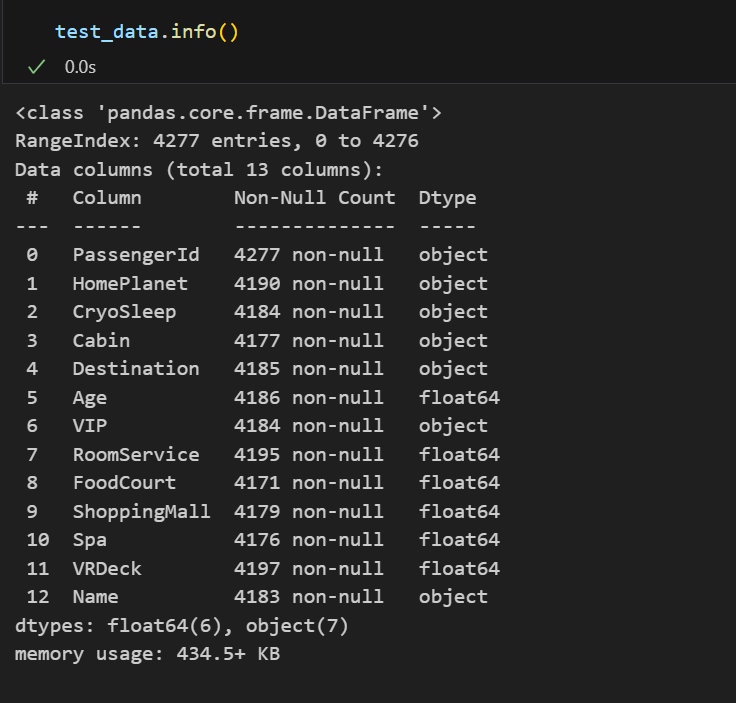 test_data.info()
✓ 0.0s
<class 'pandas.core.frame.DataFrame'>
RangeIndex: 4277 entries, 0 to 4276
Data columns (total 13 columns):
 #   Column        Non-Null Count  Dtype
---  ------        --------------  -----
 0   PassengerId   4277 non-null   object
 1   HomePlanet    4190 non-null   object
 2   CryoSleep     4184 non-null   object
 3   Cabin         4177 non-null   object
 4   Destination   4185 non-null   object
 5   Age           4186 non-null   float64
 6   VIP           4184 non-null   object
 7   RoomService   4195 non-null   float64
 8   FoodCourt     4171 non-null   float64
 9   ShoppingMall  4179 non-null   float64
 10  Spa           4176 non-null   float64
 11  VRDeck        4197 non-null   float64
 12  Name          4183 non-null   object
dtypes: float64(6), object(7)
memory usage: 434.5+ KB